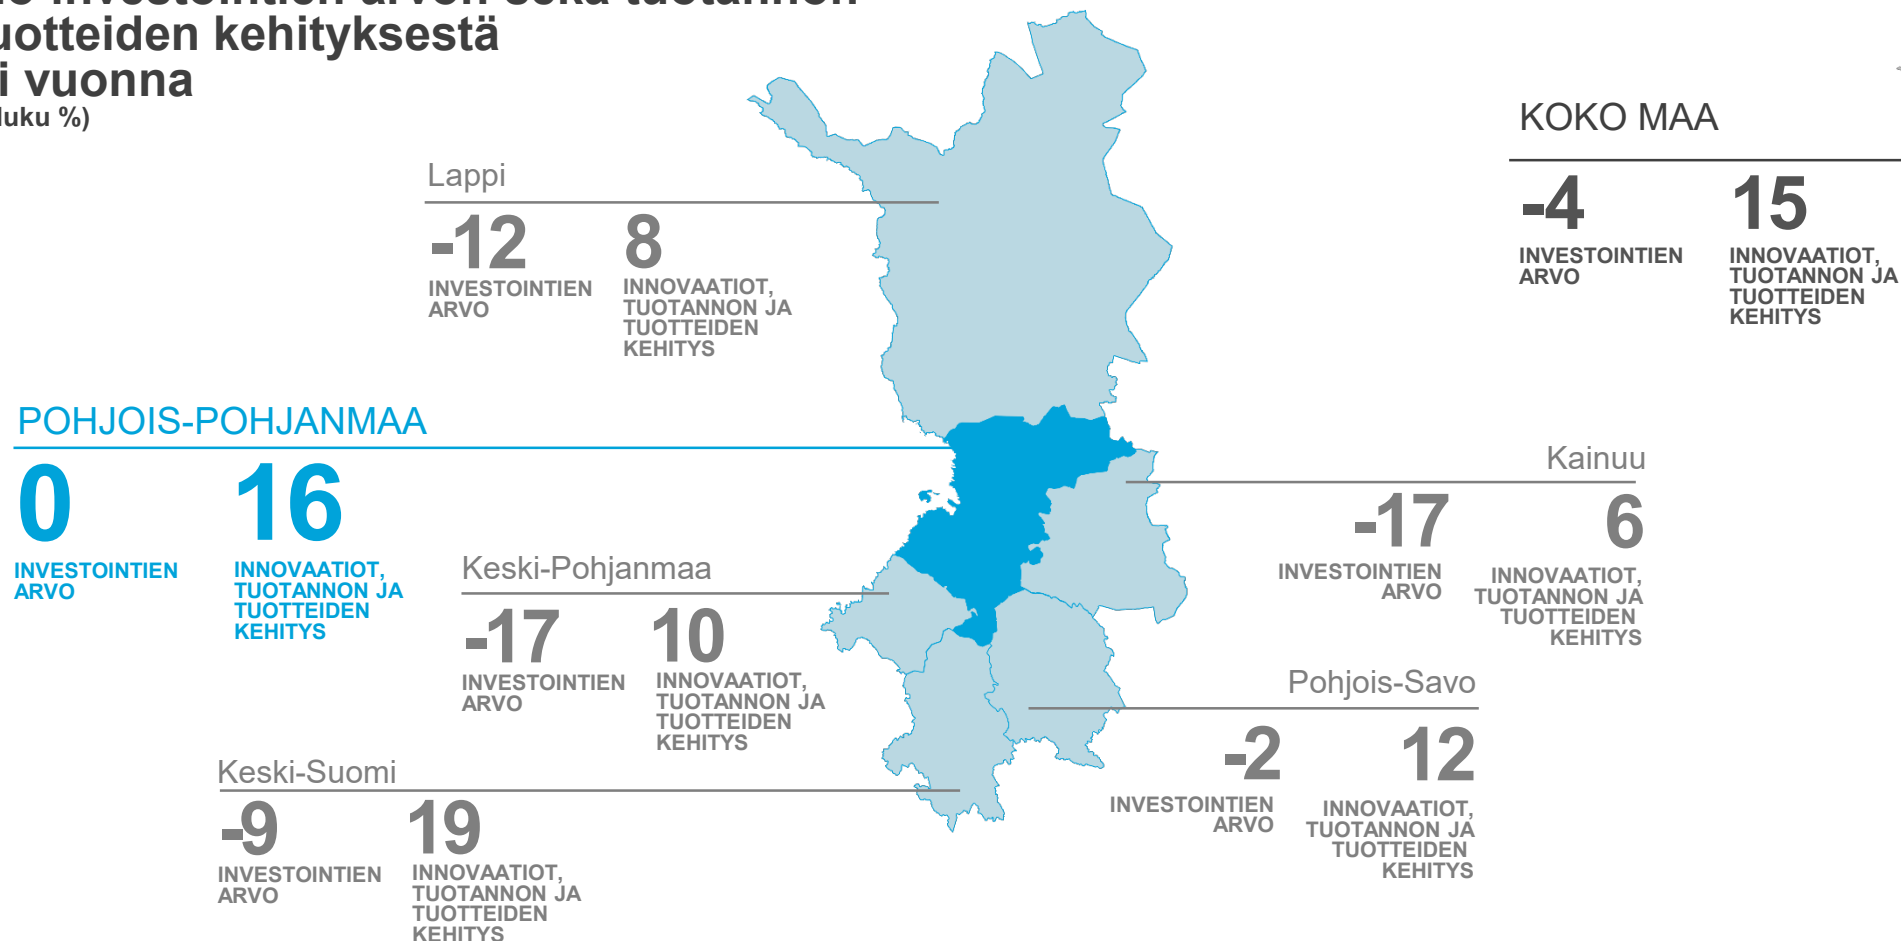 tuotteiden kehityksestä
vuonna
%)
KOKO MAA
-4
15
INVESTOINTIEN
ARVO
INNOVAATIOT,
TUOTANNON JA
TUOTTEIDEN
KEHITYS
Lappi
-12
8
INVESTOINTIEN
ARVO
INNOVAATIOT,
TUOTANNON JA
TUOTTEIDEN
KEHITYS
POHJOIS-POHJANMAA
0
16
INVESTOINTIEN
ARVO
INNOVAATIOT,
TUOTANNON JA
TUOTTEIDEN
KEHITYS
Kainuu
-17
6
INVESTOINTIEN
ARVO
INNOVAATIOT,
TUOTANNON JA
TUOTTEIDEN
KEHITYS
Keski-Pohjanmaa
-17
10
INVESTOINTIEN
ARVO
INNOVAATIOT,
TUOTANNON JA
TUOTTEIDEN
KEHITYS
Pohjois-Savo
-2
12
INVESTOINTIEN
ARVO
INNOVAATIOT,
TUOTANNON JA
TUOTTEIDEN
KEHITYS
Keski-Suomi
-9
19
INVESTOINTIEN
ARVO
INNOVAATIOT,
TUOTANNON JA
TUOTTEIDEN
KEHITYS